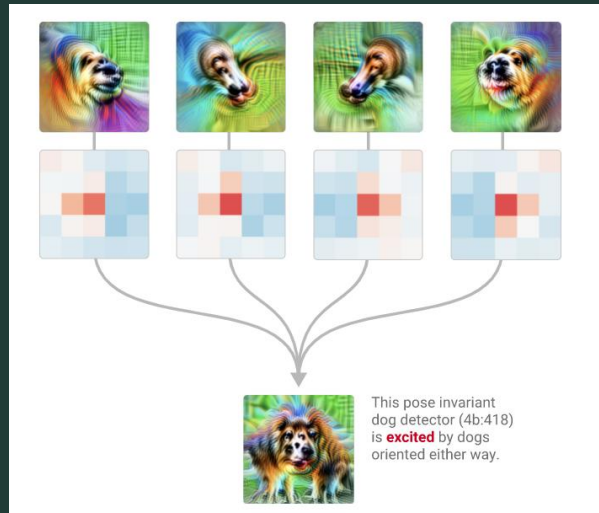 This pose invariant
dog detector (4b:418)
is excited by dogs
oriented either way.